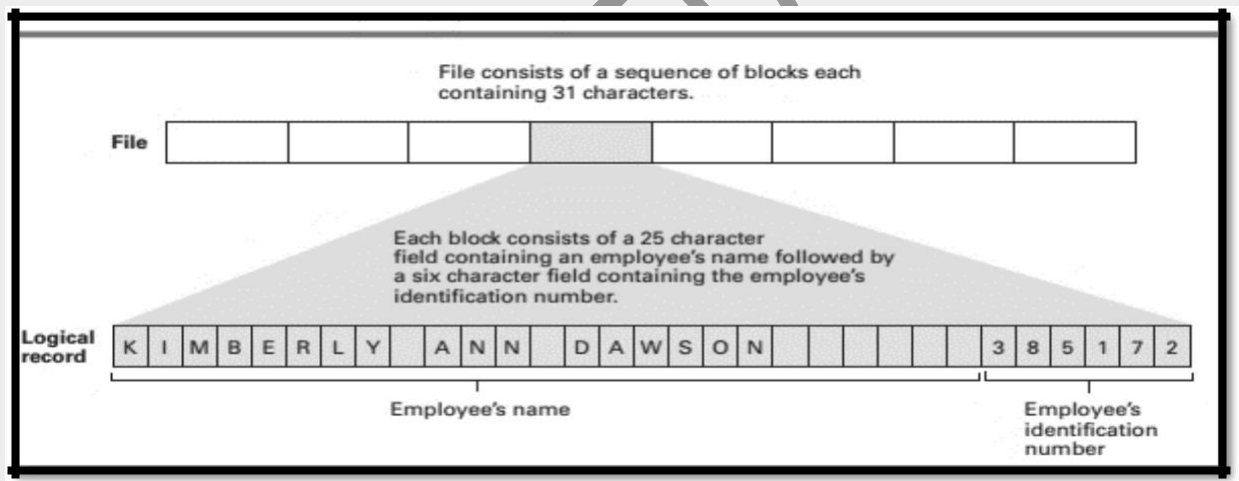 File consists of a sequence of blocks each
containing 31 characters.
File
Each block consists of a 25 character
field containing an employee's name followed by
a six character field containing the employee's
identification number.
Logical
record
K I M B E R L Y A N N D A W S O N 3 8 5 1 7 2
Employee's name
Employee's
identification
number